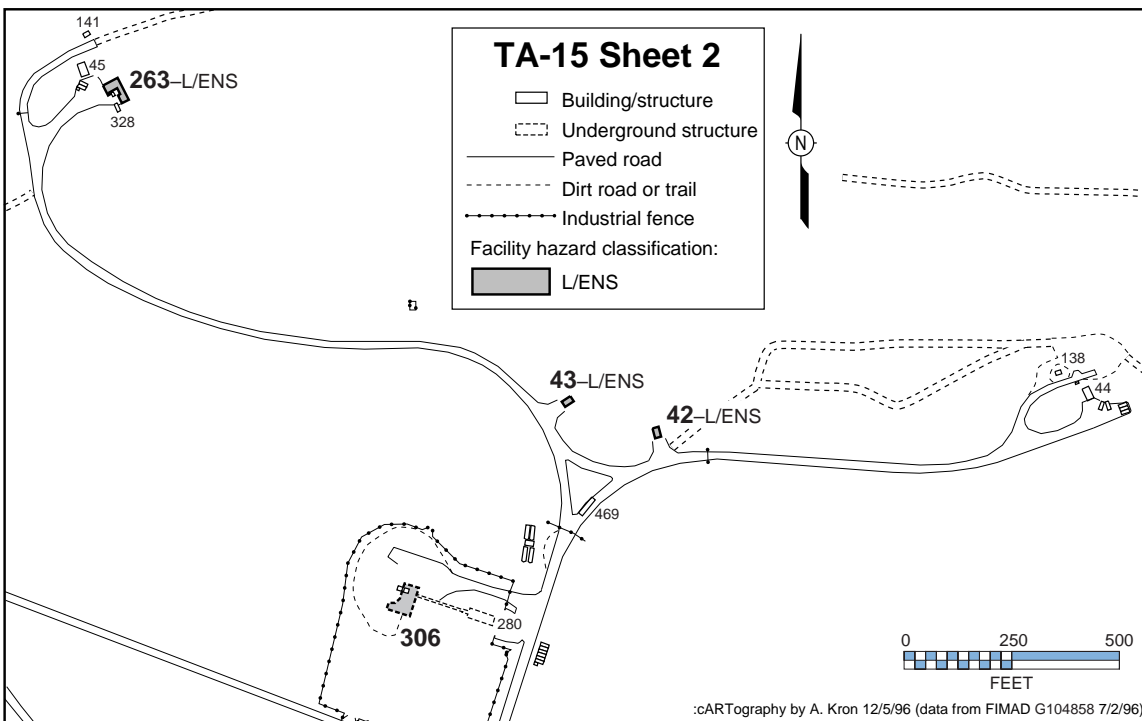 141
TA-15 Sheet 2
45
263–L/ENS
Building/structure
328
Underground structure
N
Paved road
Dirt road or trail
Industrial fence
Facility hazard classification:
L/ENS
138
43–L/ENS
44
42–L/ENS
469
280
306
0 250 500
FEET
:cARTography by A. Kron 12/5/96 (data from FIMAD G104858 7/2/96)